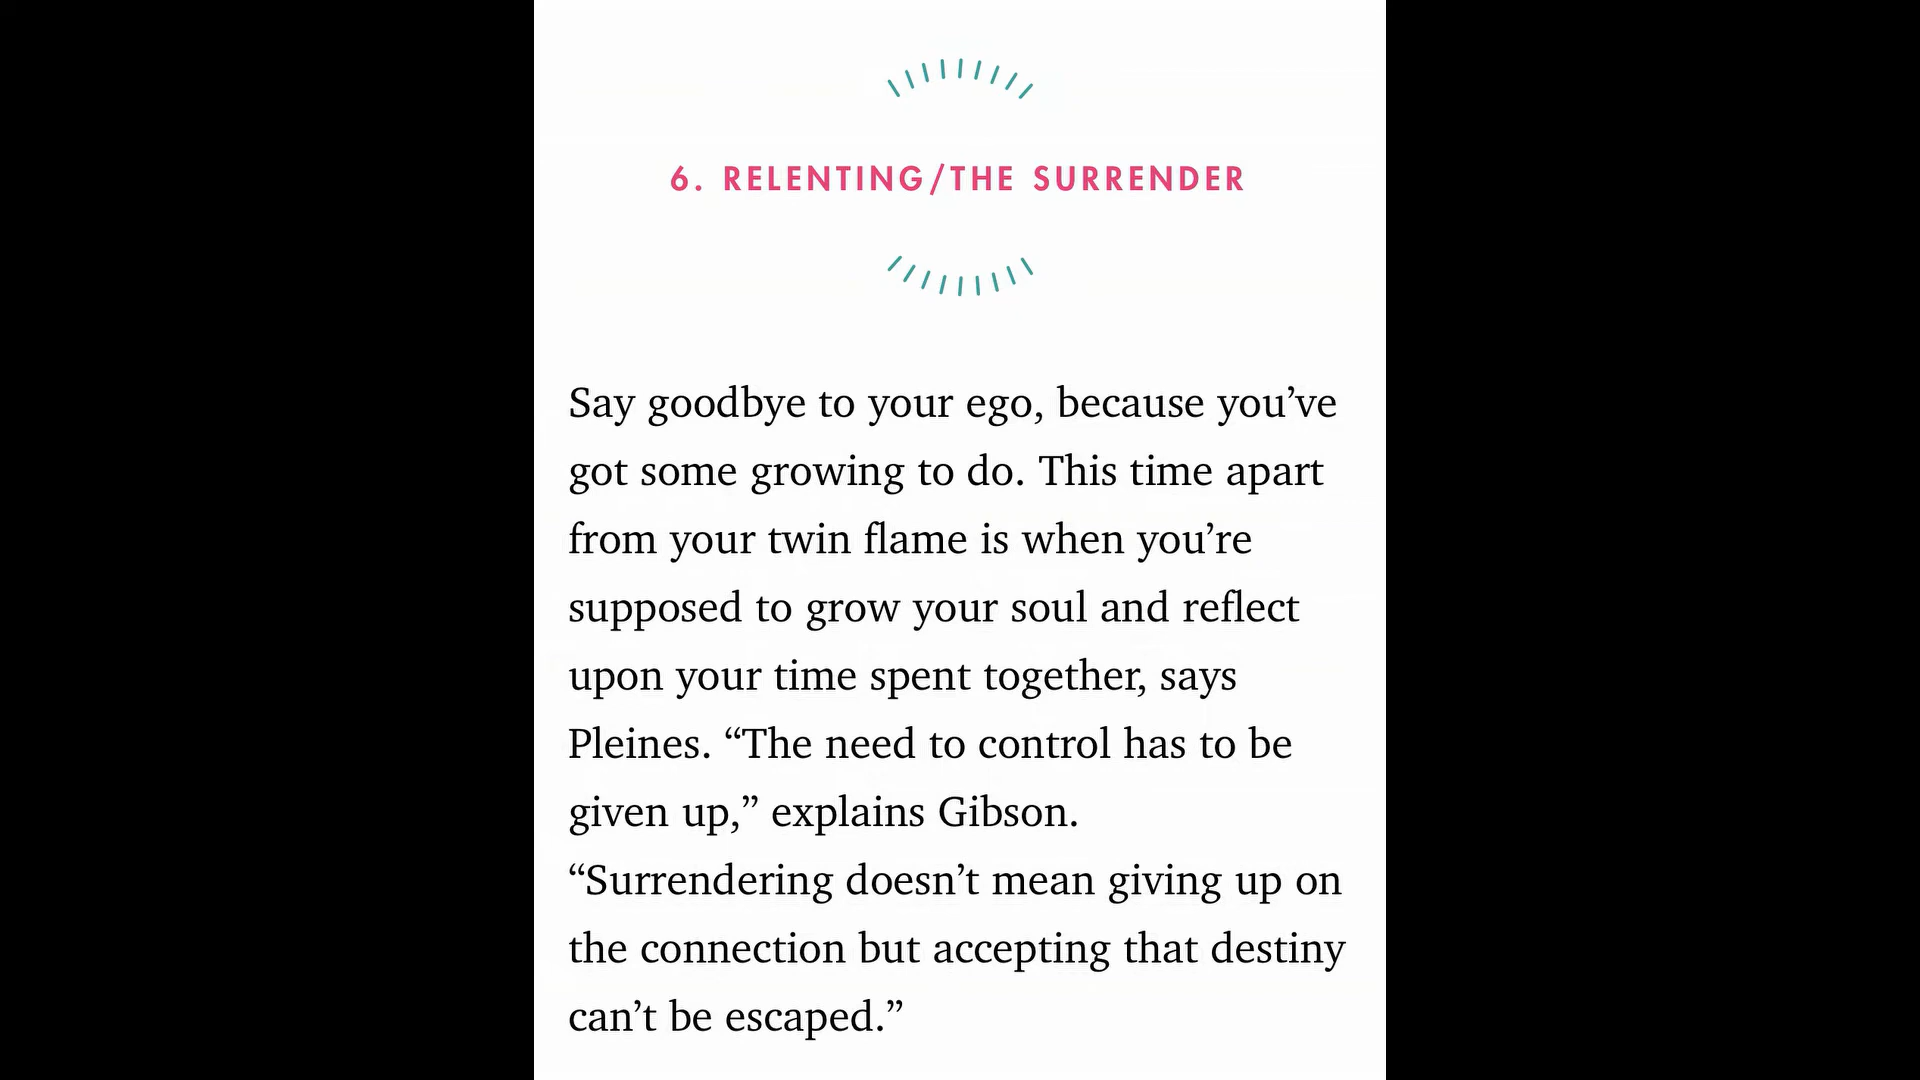 6. RELENTING/THE SURRENDER
Say goodbye to your ego, because you’ve
got some growing to do. This time apart
from your twin flame is when you’re
supposed to grow your soul and reflect
upon your time spent together, says
Pleines. “The need to control has to be
given up,” explains Gibson.
“Surrendering doesn’t mean giving up on
the connection but accepting that destiny
can’t be escaped.”